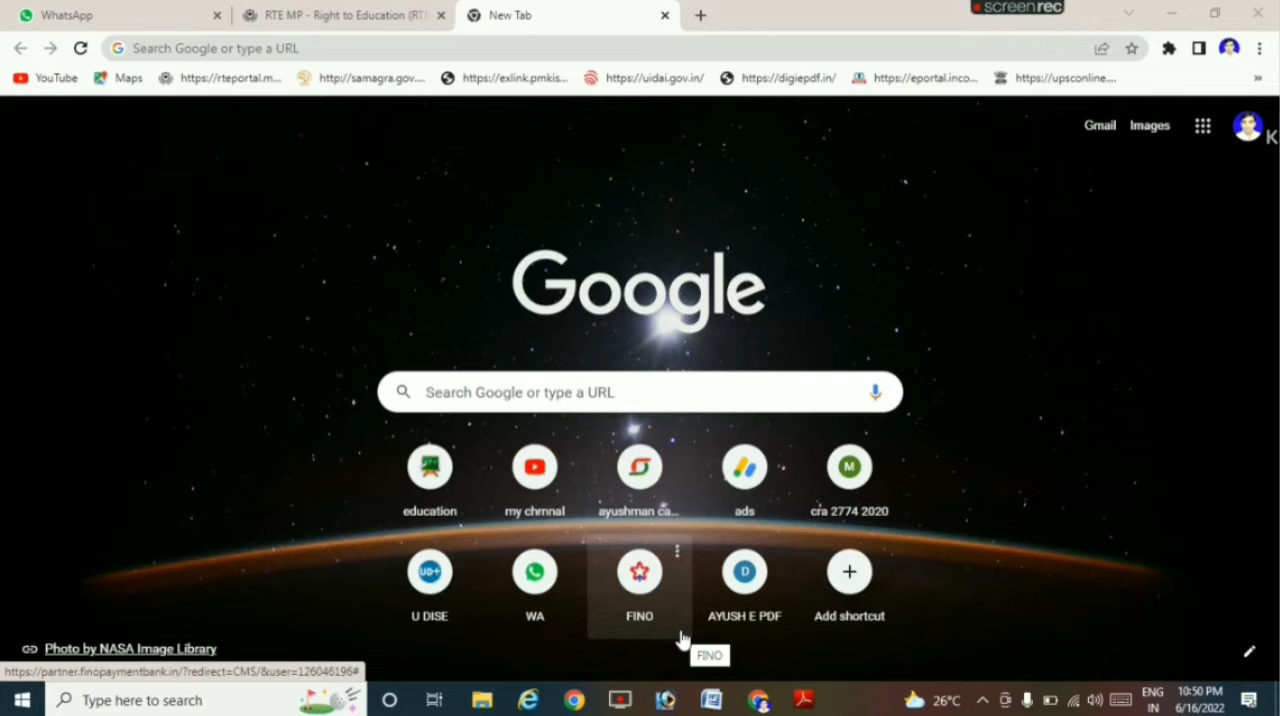 WhatsApp
RTE MP - Right to Education (RTE
New Tab
screenrec
Search Google or type a URL
YouTube
Maps
https://rteportal.m...
http://samagra.gov....
https://exlink.pmkis...
https://uidai.gov.in/
https://digiepdf.in/
https://eportal.inco...
https://upsconline....
»
Gmail
Images
K
Google
Search Google or type a URL
education
my chrnnal
ayushman ca...
ads
M
cra 2774 2020
UD+
U DISE
WA
FINO
D
AYUSH E PDF
Add shortcut
FINO
Photo by NASA Image Library
https://partner.finopaymentbank.in/?redirect=CMS/&user=126046196#
Type here to search
26°C
ENG
IN
10:50 PM
6/16/2022